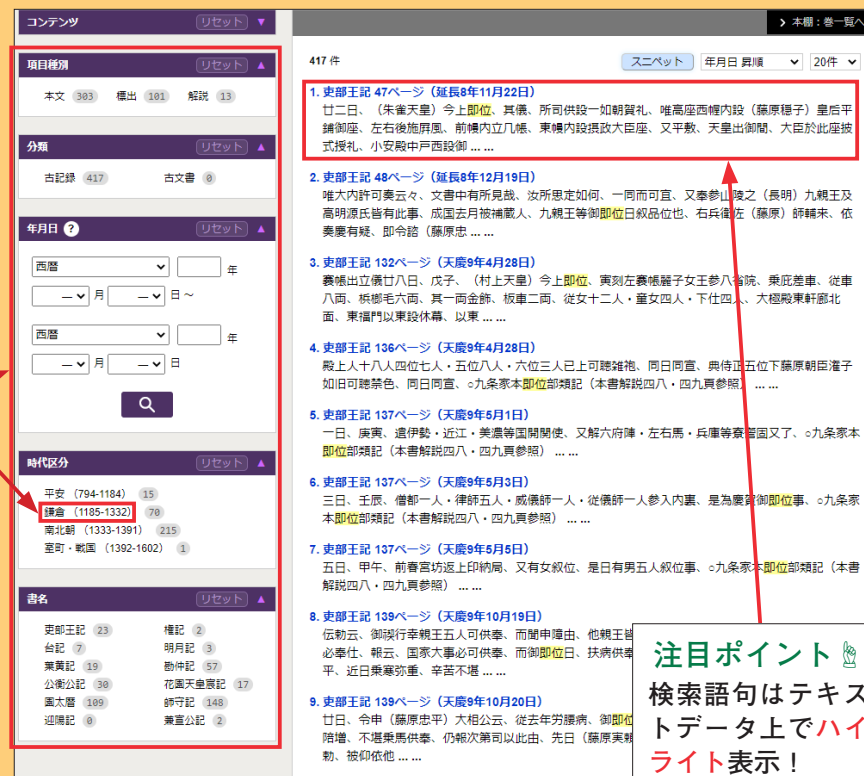 コンテンツ リセット ▼
項目種別 リセット ▲
本文 303 標出 101 解説 13
分類 リセット ▲
古記録 417 古文書 0
年月日 ? リセット ▲
西暦 年
― 月 ― 日 ～
西暦 年
― 月 ― 日
時代区分 リセット ▲
平安 (794-1184) 15
鎌倉 (1185-1332) 70
南北朝 (1333-1391) 215
室町・戦国 (1392-1602) 1
書名 リセット ▲
吏部王記 23 権記 2
台記 7 明月記 3
葉黄記 19 勘仲記 57
公衡公記 30 花園天皇宸記 17
園太暦 109 師守記 148
迎陽記 0 兼宣公記 2
> 本棚：巻一覧へ
417 件 スニペット 年月日 昇順 20件
1. 吏部王記 47ページ（延長8年11月22日）
廿二日、（朱雀天皇）今上即位、其儀、所司供設一如朝賀礼、唯高座西幔内設（藤原穏子）皇后平
鋪御座、左右後施屛風、前幔内立几帳、東幔内設摂政大臣座、又平敷、天皇出御間、大臣於此座披
式授礼、小安殿中戸西設御 ... ...
2. 吏部王記 48ページ（延長8年12月19日）
唯大内許可奏云々、文書中有所見哉、汝所思定如何、一同而可宜、又奉参山陵之（長明）九親王及
高明源氏皆有此事、成国去月被補蔵人、九親王等御即位日叙品位也、右兵衛佐（藤原）師輔来、依
奏慶有疑、即令諮（藤原忠 ... ...
3. 吏部王記 132ページ（天慶9年4月28日）
褰帳出立儀廿八日、戊子、（村上天皇）今上即位、寅刻左褰帳麗子女王参八省院、乗庇差車、従車
八両、檳榔毛六両、其一両金飾、板車二両、従女十二人・童女四人・下仕四人、大極殿東軒廊北
面、東福門以東設休幕、以東 ... ...
4. 吏部王記 136ページ（天慶9年4月28日）
殿上人十八人四位七人・五位八人・六位三人已上可聴雑袍、同日同宣、典侍正五位下藤原朝臣灌子
如旧可聴禁色、同日同宣、○九条家本即位部類記（本書解説四八・四九頁参照） ... ...
5. 吏部王記 137ページ（天慶9年5月1日）
一日、庚寅、遣伊勢・近江・美濃等国開関使、又解六府陣・左右馬・兵庫等寮警固又了、○九条家本
即位部類記（本書解説四八・四九頁参照） ... ...
6. 吏部王記 137ページ（天慶9年5月3日）
三日、壬辰、僧都一人・律師五人・威儀師一人・従儀師一人参入内裏、是為慶賀御即位事、○九条家
本即位部類記（本書解説四八・四九頁参照） ... ...
7. 吏部王記 137ページ（天慶9年5月5日）
五日、甲午、前春宮坊返上印納局、又有女叙位、是日有男五人叙位事、○九条家本即位部類記（本書
解説四八・四九頁参照） ... ...
8. 吏部王記 139ページ（天慶9年10月19日）
伝勅云、御禊行幸親王五人可供奉、而聞申障由、他親王皆
必奉仕、報云、国家大事必可供奉、而御即位日、扶病供奉
平、近日乗寒弥重、辛苦不堪 ... ...
9. 吏部王記 139ページ（天慶9年10月20日）
廿日、令申（藤原忠平）大相公云、従去年労腰病、御即位
陪増、不堪乗馬供奉、仍報次第司以此由、先日（藤原実頼
勅、被仰依他 ... ...
注目ポイント
検索語句はテキス
トデータ上でハイ
ライト表示！